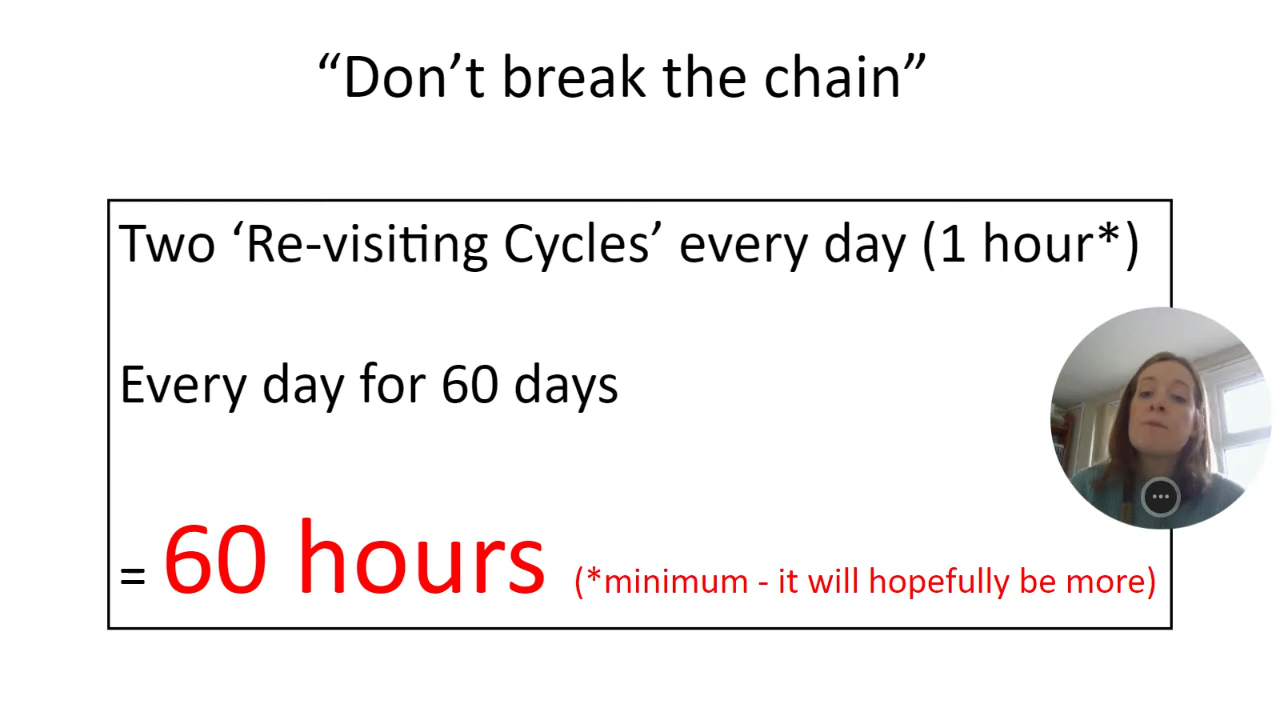 “Don’t break the chain”
Two ‘Re-visiting Cycles’ every day (1 hour*)
Every day for 60 days
= 60 hours (*minimum - it will hopefully be more)